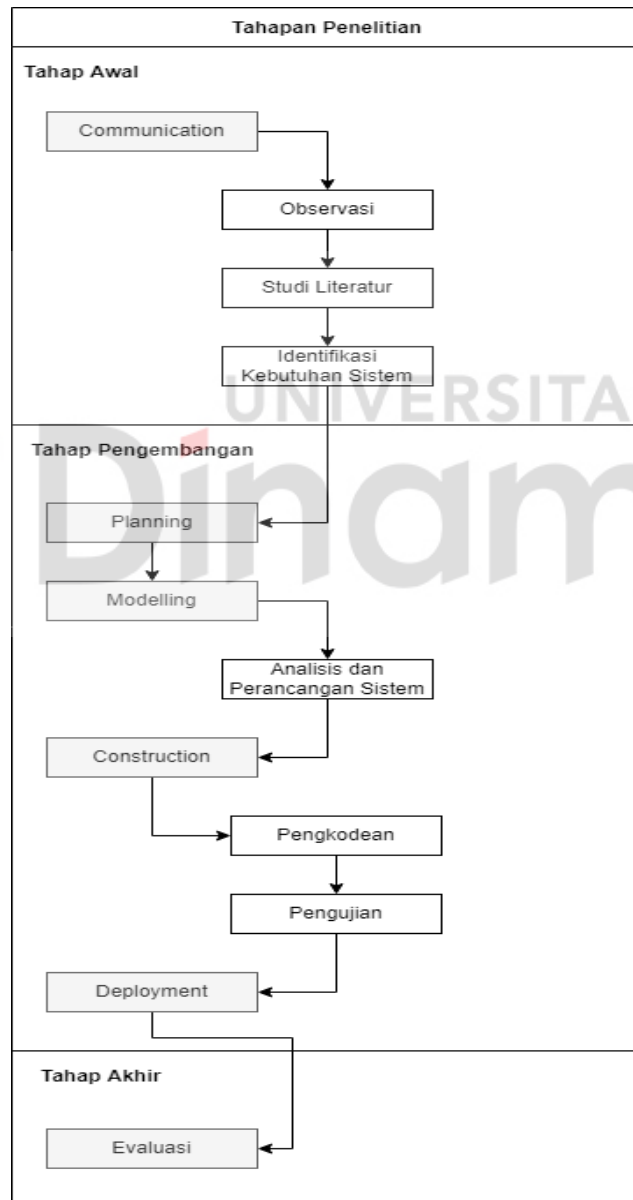 Tahapan Penelitian
Tahap Awal
Communication
Observasi
Studi Literatur
Identifikasi
Kebutuhan Sistem
UNIVERSITA
Tahap Pengembangan
Dinam
Planning
Modelling
Analisis dan
Perancangan Sistem
Construction
Pengkodean
Pengujian
Deployment
Tahap Akhir
Evaluasi